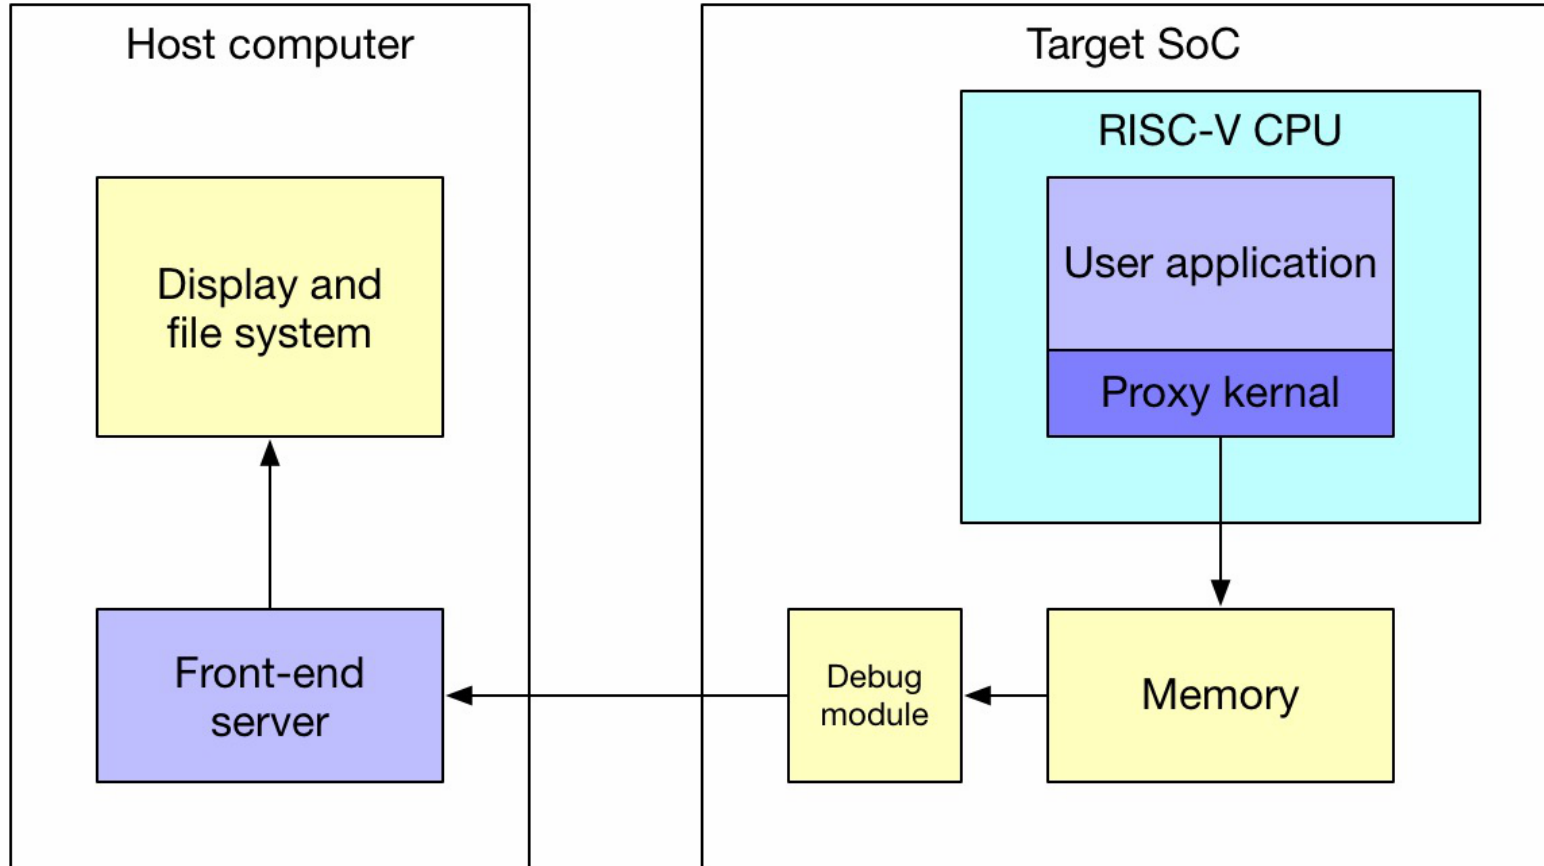 Host computer
Display and
file system
Front-end
server
Target SoC
RISC-V CPU
User application
Proxy kernal
Debug
module
Memory